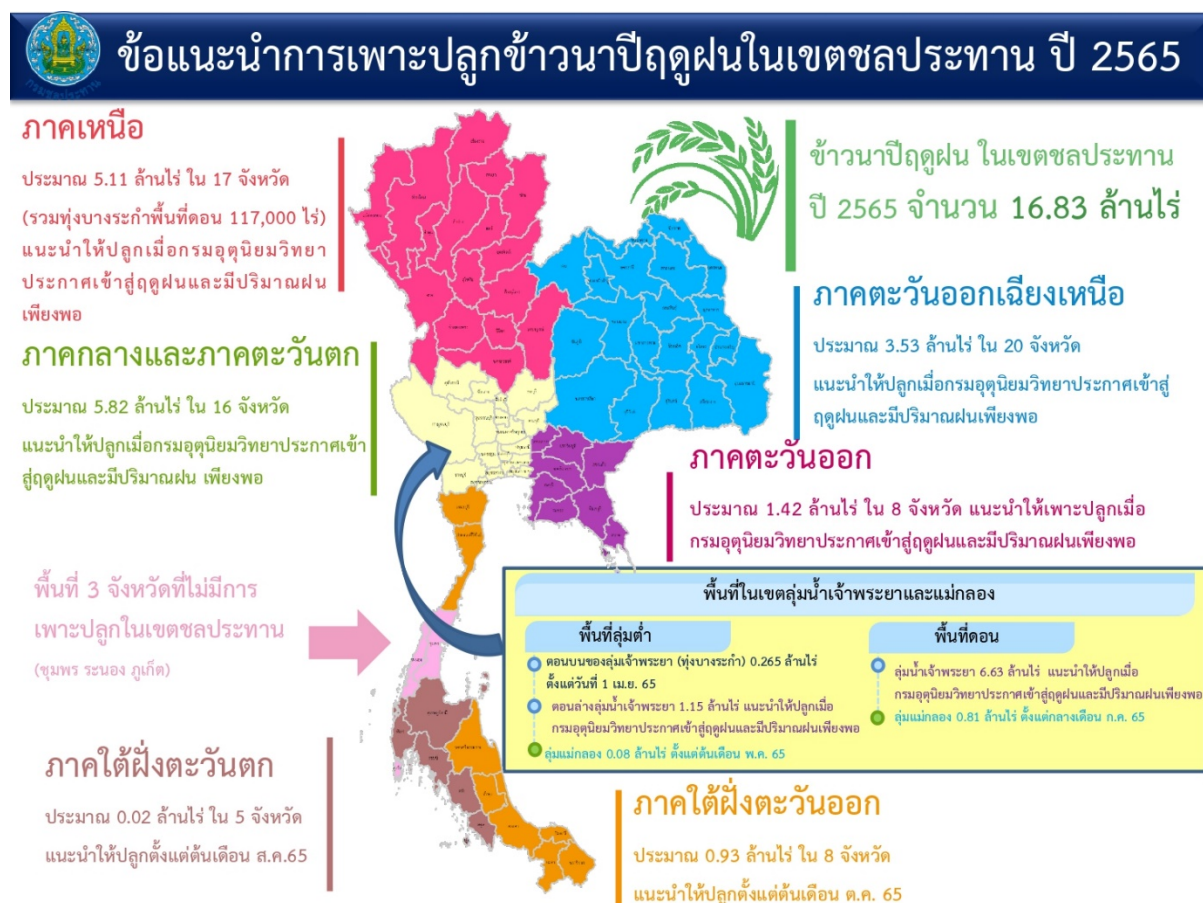 ข้อแนะนำการเพาะปลูกข้าวนาปีฤดูฝนในเขตชลประทาน ปี 2565
กรมชลประทาน
ภาคเหนือ
ประมาณ 5.11 ล้านไร่ ใน 17 จังหวัด
(รวมทุ่งบางระกำพื้นที่ดอน 117,000 ไร่)
แนะนำให้ปลูกเมื่อกรมอุตุนิยมวิทยา
ประกาศเข้าสู่ฤดูฝนและมีปริมาณฝน
เพียงพอ
ข้าวนาปีฤดูฝน ในเขตชลประทาน
ปี 2565 จำนวน 16.83 ล้านไร่
ภาคตะวันออกเฉียงเหนือ
ประมาณ 3.53 ล้านไร่ ใน 20 จังหวัด
แนะนำให้ปลูกเมื่อกรมอุตุนิยมวิทยาประกาศเข้าสู่
ฤดูฝนและมีปริมาณฝนเพียงพอ
ภาคกลางและภาคตะวันตก
ประมาณ 5.82 ล้านไร่ ใน 16 จังหวัด
แนะนำให้ปลูกเมื่อกรมอุตุนิยมวิทยาประกาศเข้า
สู่ฤดูฝนและมีปริมาณฝน เพียงพอ
ภาคตะวันออก
ประมาณ 1.42 ล้านไร่ ใน 8 จังหวัด แนะนำให้เพาะปลูกเมื่อ
กรมอุตุนิยมวิทยาประกาศเข้าสู่ฤดูฝนและมีปริมาณฝนเพียงพอ
พื้นที่ 3 จังหวัดที่ไม่มีการ
เพาะปลูกในเขตชลประทาน
(ชุมพร ระนอง ภูเก็ต)
พื้นที่ในเขตลุ่มน้ำเจ้าพระยาและแม่กลอง
พื้นที่ลุ่มต่ำ
ตอนบนของลุ่มเจ้าพระยา (ทุ่งบางระกำ) 0.265 ล้านไร่
ตั้งแต่วันที่ 1 เม.ย. 65
ตอนล่างลุ่มน้ำเจ้าพระยา 1.15 ล้านไร่ แนะนำให้ปลูกเมื่อ
กรมอุตุนิยมวิทยาประกาศเข้าสู่ฤดูฝนและมีปริมาณฝนเพียงพอ
ลุ่มแม่กลอง 0.08 ล้านไร่ ตั้งแต่ต้นเดือน พ.ค. 65
พื้นที่ดอน
ลุ่มน้ำเจ้าพระยา 6.63 ล้านไร่ แนะนำให้ปลูกเมื่อ
กรมอุตุนิยมวิทยาประกาศเข้าสู่ฤดูฝนและมีปริมาณฝนเพียงพอ
ลุ่มแม่กลอง 0.81 ล้านไร่ ตั้งแต่กลางเดือน ก.ค. 65
ภาคใต้ฝั่งตะวันตก
ประมาณ 0.02 ล้านไร่ ใน 5 จังหวัด
แนะนำให้ปลูกตั้งแต่ต้นเดือน ส.ค.65
ภาคใต้ฝั่งตะวันออก
ประมาณ 0.93 ล้านไร่ ใน 8 จังหวัด
แนะนำให้ปลูกตั้งแต่ต้นเดือน ต.ค. 65